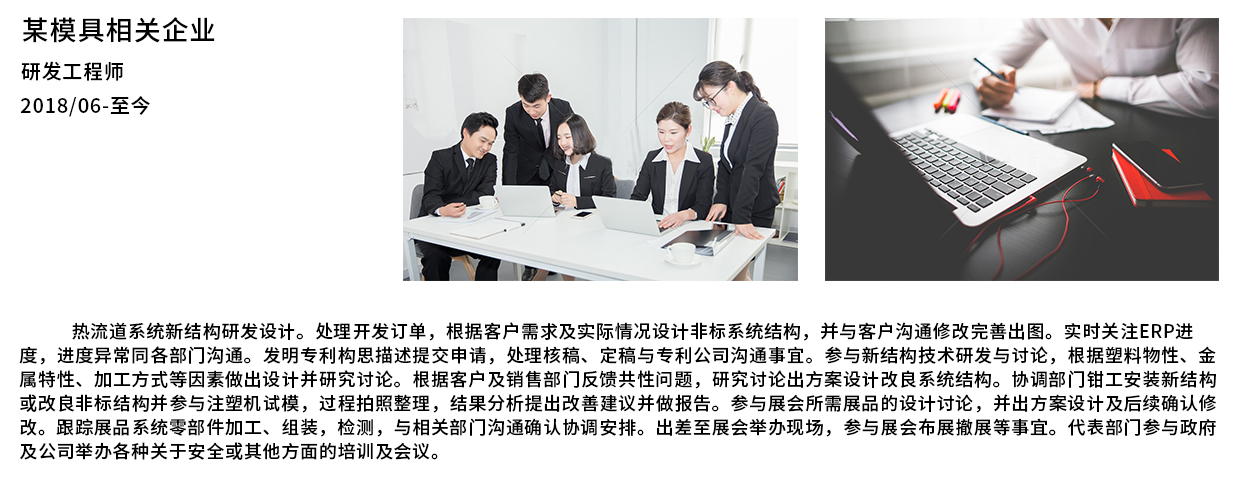 某模具相关企业
研发工程师
2018/06-至今
热流道系统新结构研发设计。处理开发订单，根据客户需求及实际情况设计非标系统结构，并与客户沟通修改完善出图。实时关注ERP进
度，进度异常同各部门沟通。发明专利构思描述提交申请，处理核稿、定稿与专利公司沟通事宜。参与新结构技术研发与讨论，根据塑料物性、金
属特性、加工方式等因素做出设计并研究讨论。根据客户及销售部门反馈共性问题，研究讨论出方案设计改良系统结构。协调部门钳工安装新结构
或改良非标结构并参与注塑机试模，过程拍照整理，结果分析提出改善建议并做报告。参与展会所需展品的设计讨论，并出方案设计及后续确认修
改。跟踪展品系统零部件加工、组装，检测，与相关部门沟通确认协调安排。出差至展会举办现场，参与展会布展撤展等事宜。代表部门参与政府
及公司举办各种关于安全或其他方面的培训及会议。